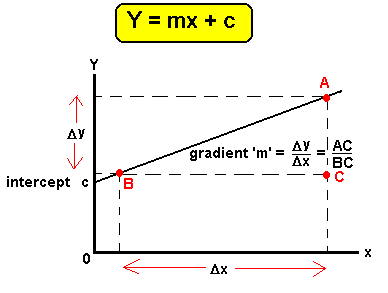 Y = mx + c
Y
A
Δy
gradient 'm' = Δy/Δx = AC/BC
intercept c
B
C
0
Δx
x